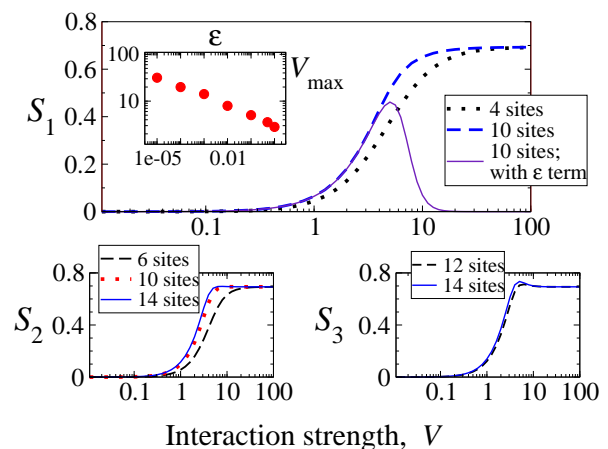 ε
100
10
V max
1e-05 0.01
0.8
0.6
0.4
0.2
0
S1
4 sites
10 sites
10 sites;
with ε term
0.1 1 10 100
6 sites
10 sites
14 sites
0.8
0.4
0
S2
0.1 1 10 100
12 sites
14 sites
0.8
0.4
0
S3
0.1 1 10 100
Interaction strength, V